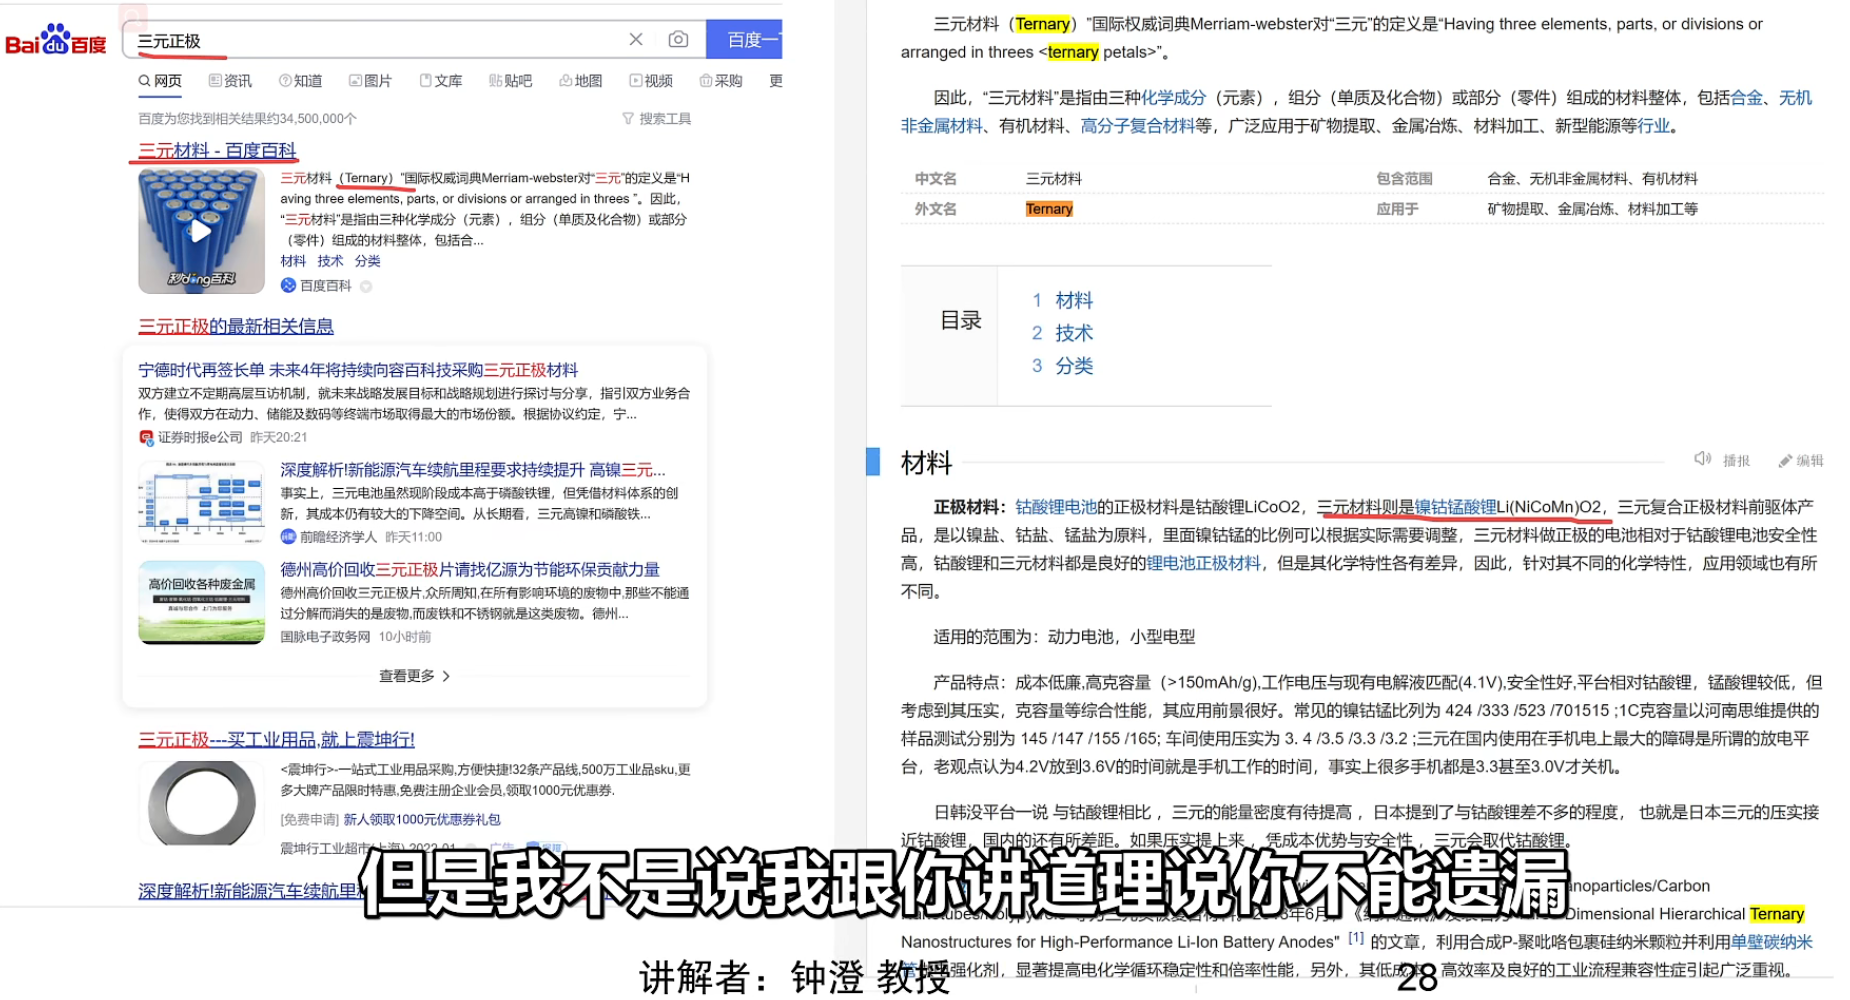 Bai du 百度
三元正极
百度一
网页 资讯 知道 图片 文库 贴吧 地图 视频 采购 更
百度为您找到相关结果约34,500,000个 搜索工具
三元材料 - 百度百科
三元材料（Ternary）"国际权威词典Merriam-webster对"三元"的定义是"H
aving three elements, parts, or divisions or arranged in threes "。因此，
"三元材料"是指由三种化学成分（元素），组分（单质及化合物）或部分
（零件）组成的材料整体，包括合...
材料 技术 分类
秒dong百科
百度百科
三元正极的最新相关信息
宁德时代再签长单 未来4年将持续向容百科技采购三元正极材料
双方建立不定期高层互访机制，就未来战略发展目标和战略规划进行探讨与分享，指引双方业务合
作，使得双方在动力、储能及数码等终端市场取得最大的市场份额。根据协议约定，宁...
证券时报e公司 昨天20:21
深度解析!新能源汽车续航里程要求持续提升 高镍三元...
事实上，三元电池虽然现阶段成本高于磷酸铁锂，但凭借材料体系的创
新，其成本仍有较大的下降空间。从长期看，三元高镍和磷酸铁...
前瞻经济学人 昨天11:00
德州高价回收三元正极片请找亿源为节能环保贡献力量
高价回收各种废金属
德州高价回收三元正极片,众所周知,在所有影响环境的废物中,那些不能通
过分解而消失的是废物,而废铁和不锈钢就是这类废物。德州...
国脉电子政务网 10小时前
查看更多
三元正极---买工业用品,就上震坤行!
<震坤行>-一站式工业用品采购,方便快捷!32条产品线,500万工业品sku,更
多大牌产品限时特惠,免费注册企业会员,领取1000元优惠券.
[免费申请] 新人领取1000元优惠券礼包
震坤行工业超市(上海) 2022-01 广告
深度解析!新能源汽车续航里
三元材料（Ternary）"国际权威词典Merriam-webster对"三元"的定义是"Having three elements, parts, or divisions or
arranged in threes <ternary petals>"。
因此，"三元材料"是指由三种化学成分（元素），组分（单质及化合物）或部分（零件）组成的材料整体，包括合金、无机
非金属材料、有机材料、高分子复合材料等，广泛应用于矿物提取、金属冶炼、材料加工、新型能源等行业。
中文名 三元材料 包含范围 合金、无机非金属材料、有机材料
外文名 Ternary 应用于 矿物提取、金属冶炼、材料加工等
目录
1 材料
2 技术
3 分类
材料 播报 编辑
正极材料：钴酸锂电池的正极材料是钴酸锂LiCoO2，三元材料则是镍钴锰酸锂Li(NiCoMn)O2，三元复合正极材料前驱体产
品，是以镍盐、钴盐、锰盐为原料，里面镍钴锰的比例可以根据实际需要调整，三元材料做正极的电池相对于钴酸锂电池安全性
高，钴酸锂和三元材料都是良好的锂电池正极材料，但是其化学特性各有差异，因此，针对其不同的化学特性，应用领域也有所
不同。
适用的范围为：动力电池，小型电型
产品特点：成本低廉,高克容量（>150mAh/g),工作电压与现有电解液匹配(4.1V),安全性好,平台相对钴酸锂，锰酸锂较低，但
考虑到其压实，克容量等综合性能，其应用前景很好。常见的镍钴锰比列为 424 /333 /523 /701515 ;1C克容量以河南思维提供的
样品测试分别为 145 /147 /155 /165; 车间使用压实为 3. 4 /3.5 /3.3 /3.2 ;三元在国内使用在手机电上最大的障碍是所谓的放电平
台，老观点认为4.2V放到3.6V的时间就是手机工作的时间，事实上很多手机都是3.3甚至3.0V才关机。
日韩没平台一说 与钴酸锂相比 ，三元的能量密度有待提高 ，日本提到了与钴酸锂差不多的程度， 也就是日本三元的压实接
近钴酸锂，国内的还有所差距。如果压实提上来 ，凭成本优势与安全性 ，三元会取代钴酸锂。
anoparticles/Carbon
Dimensional Hierarchical Ternary
Nanostructures for High-Performance Li-Ion Battery Anodes" [1] 的文章，利用合成P-聚吡咯包裹硅纳米颗粒并利用单壁碳纳米
强化剂，显著提高电化学循环稳定性和倍率性能，另外，其低成 高效率及良好的工业流程兼容性症引起广泛重视。
但是我不是说我跟你讲道理说你不能遗漏
讲解者：钟澄 教授
28